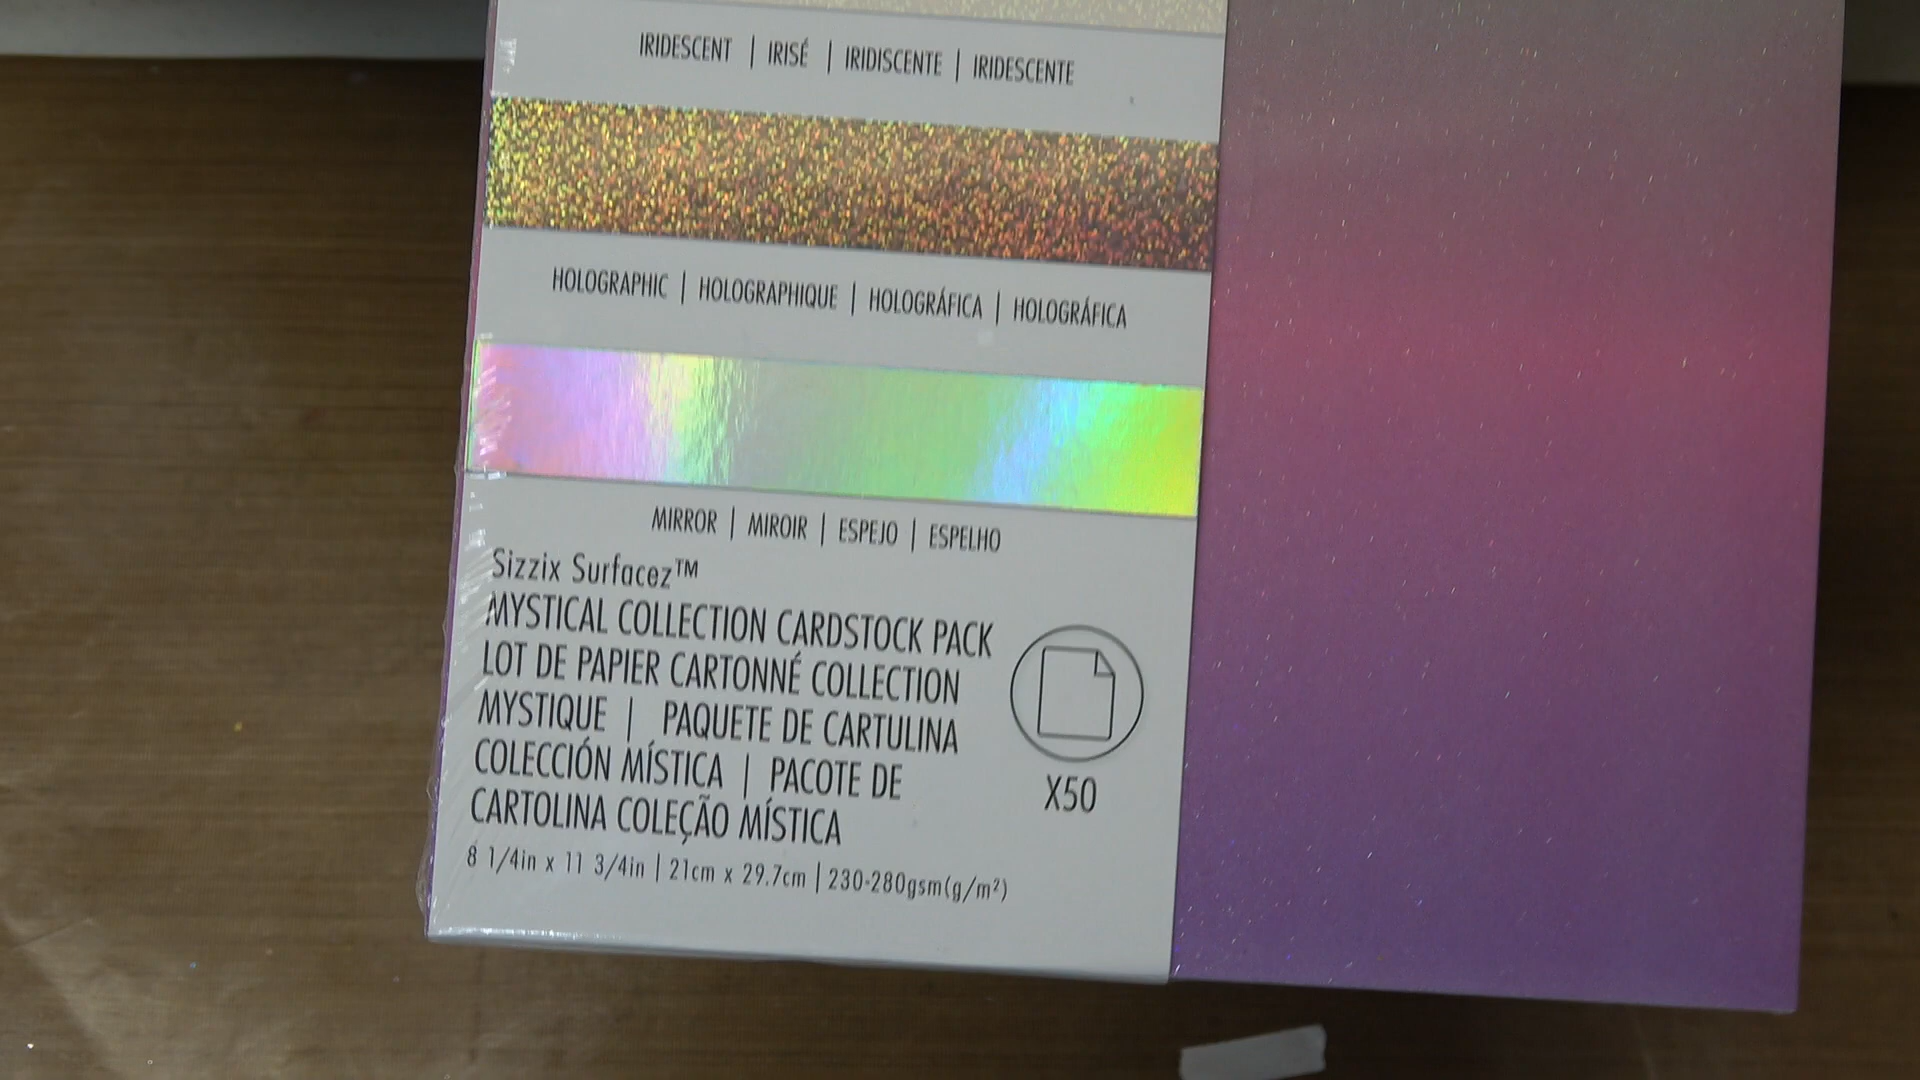 IRIDESCENT | IRISÉ | IRIDISCENTE | IRIDESCENTE
HOLOGRAPHIC | HOLOGRAPHIQUE | HOLOGRÁFICA | HOLOGRÁFICA
MIRROR | MIROIR | ESPEJO | ESPELHO
Sizzix Surfacez™
MYSTICAL COLLECTION CARDSTOCK PACK
LOT DE PAPIER CARTONNÉ COLLECTION
MYSTIQUE | PAQUETE DE CARTULINA
COLECCIÓN MÍSTICA | PACOTE DE
CARTOLINA COLEÇÃO MÍSTICA
X50
8 1/4in x 11 3/4in | 21cm x 29.7cm | 230-280gsm(g/m²)